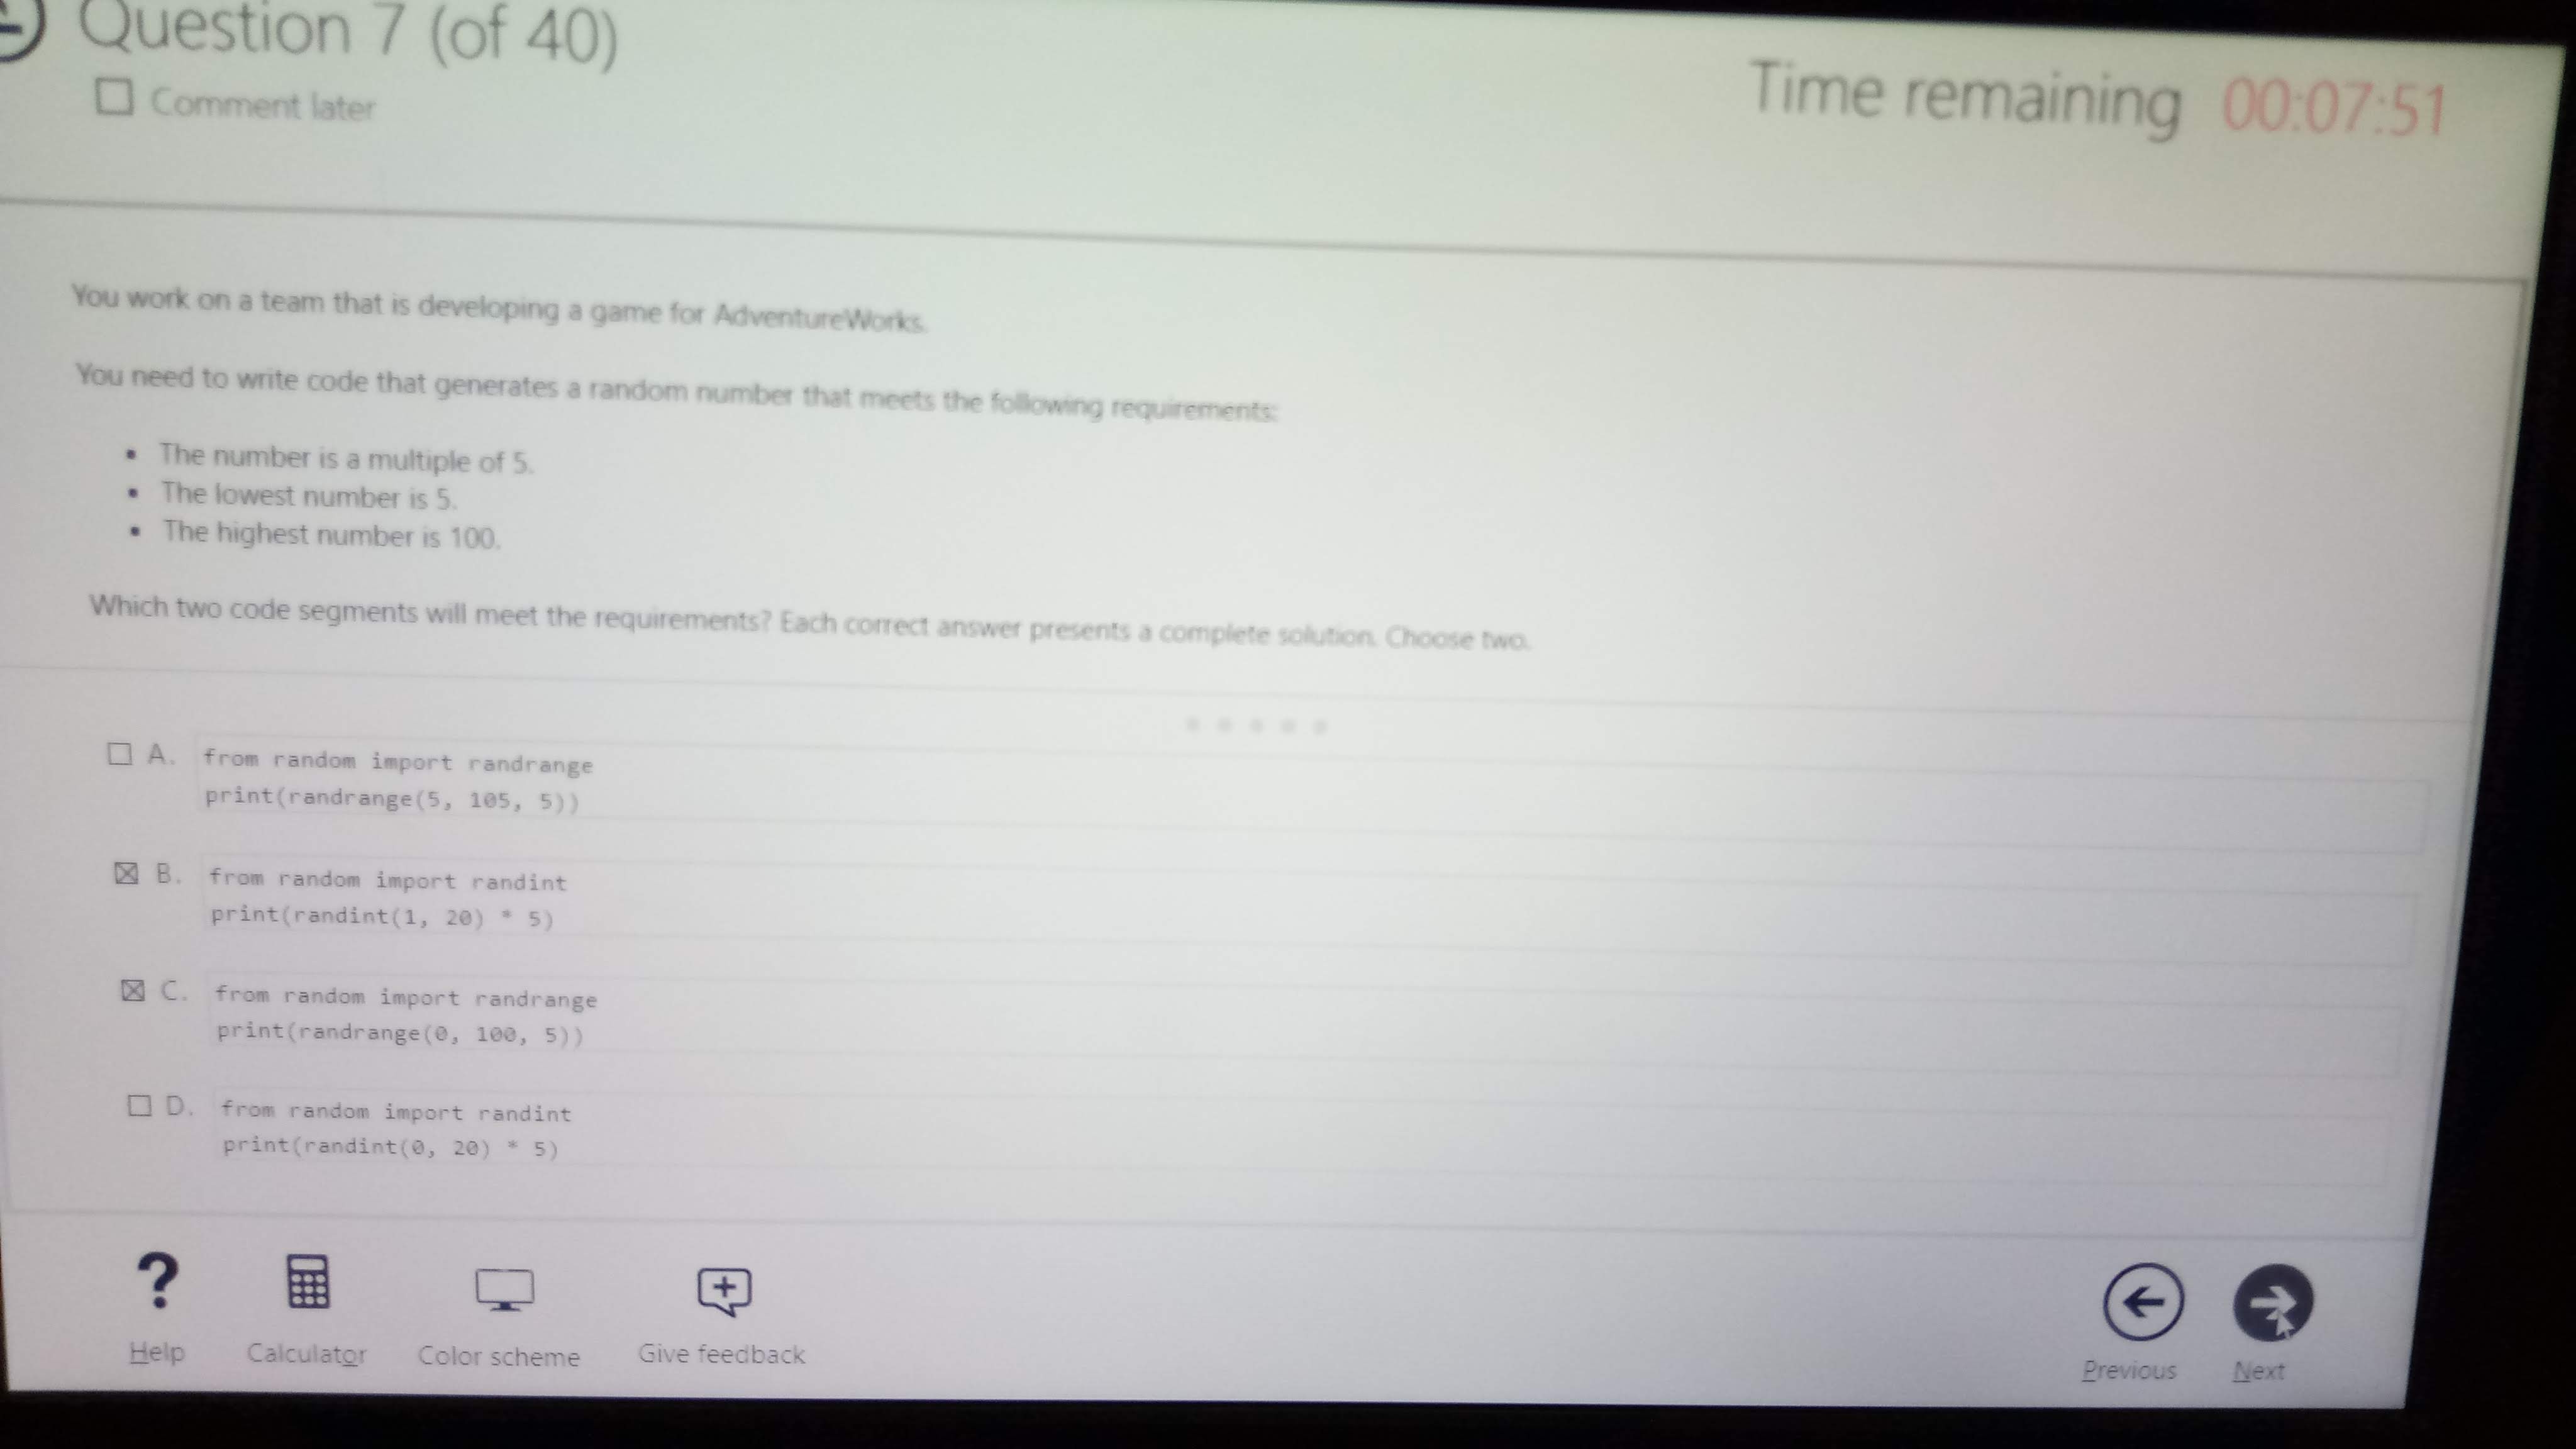 Question 7 (of 40)
Comment later
Time remaining 00:07:51
You work on a team that is developing a game for AdventureWorks.
You need to write code that generates a random number that meets the following requirements:
• The number is a multiple of 5.
• The lowest number is 5.
• The highest number is 100.
Which two code segments will meet the requirements? Each correct answer presents a complete solution. Choose two.
A. from random import randrange
print(randrange(5, 105, 5))
B. from random import randint
print(randint(1, 20) * 5)
C. from random import randrange
print(randrange(0, 100, 5))
D. from random import randint
print(randint(0, 20) * 5)
Help
Calculator
Color scheme
Give feedback
Previous
Next